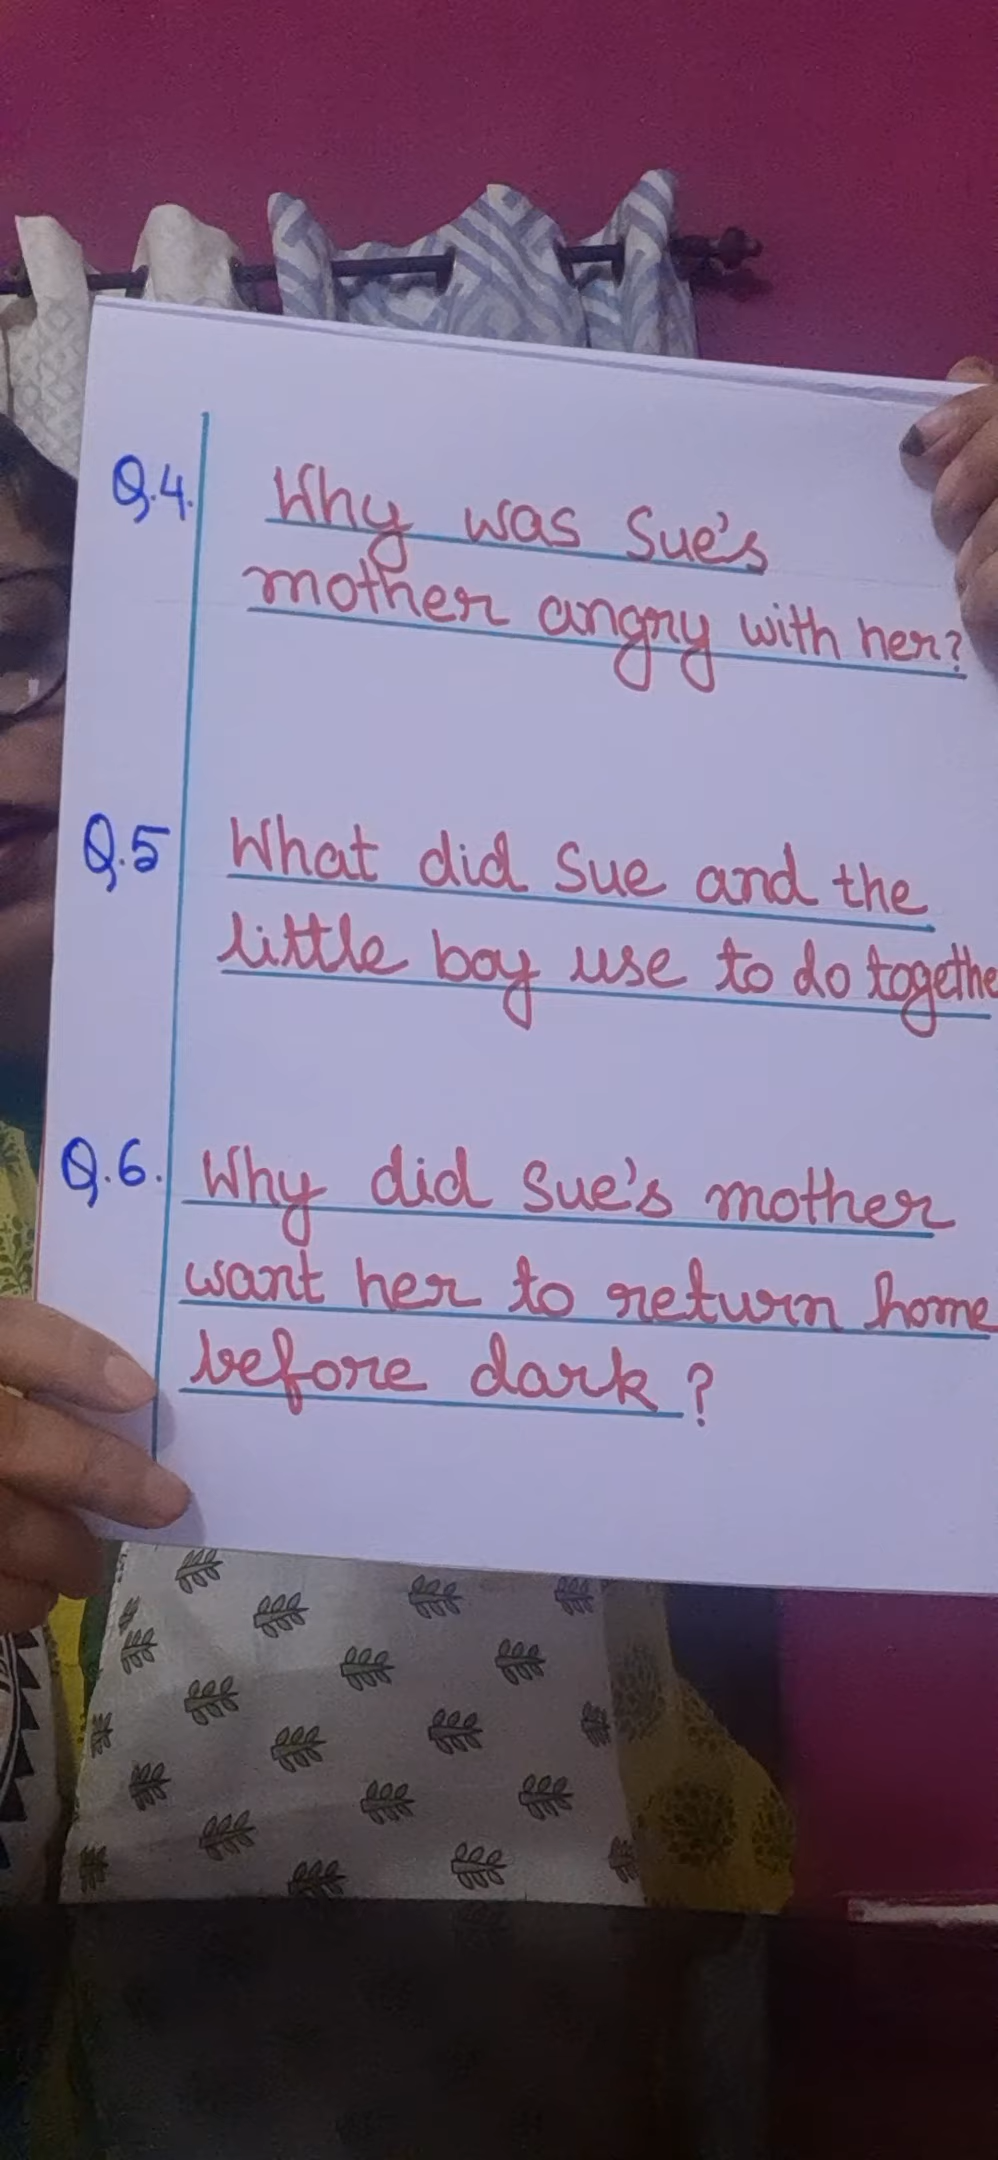 Q.4. Why was Sue's
mother angry with her?
Q.5 What did Sue and the
little boy use to do togethe
Q.6. Why did Sue's mother
want her to return home
before dark?